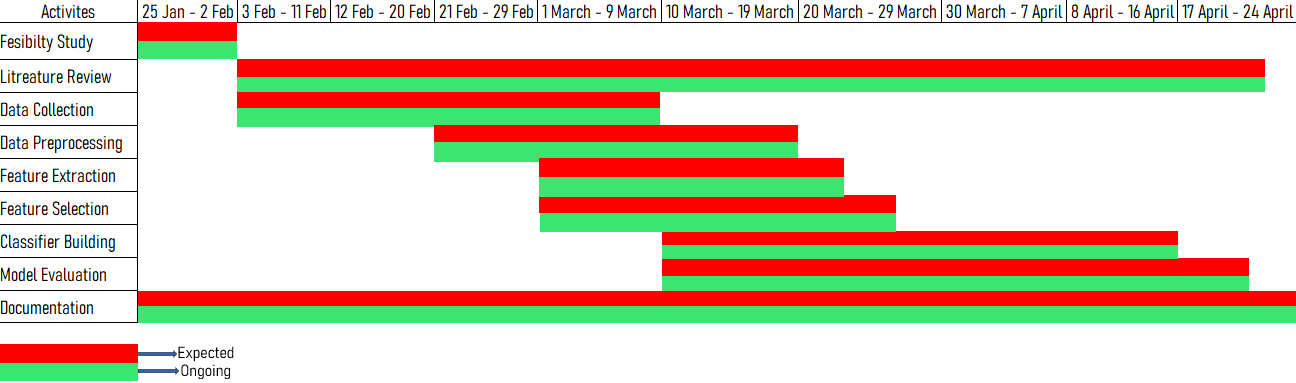 Activites 25 Jan - 2 Feb 3 Feb - 11 Feb 12 Feb - 20 Feb 21 Feb - 29 Feb 1 March - 9 March 10 March - 19 March 20 March - 29 March 30 March - 7 April 8 April - 16 April 17 April - 24 April
Fesibilty Study
Litreature Review
Data Collection
Data Preprocessing
Feature Extraction
Feature Selection
Classifier Building
Model Evaluation
Documentation
Expected
Ongoing